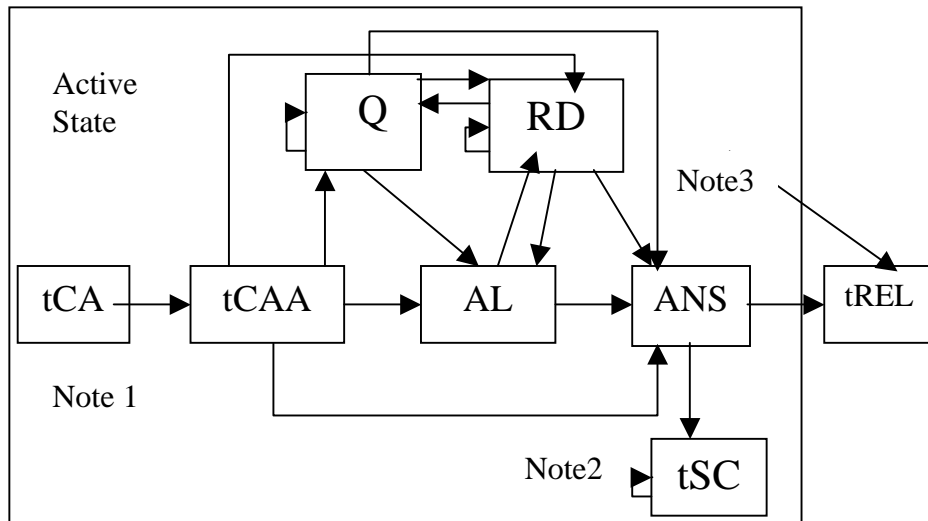 Active
State
Q
RD
Note3
tCA
tCAA
AL
ANS
tREL
Note 1
Note2
tSC